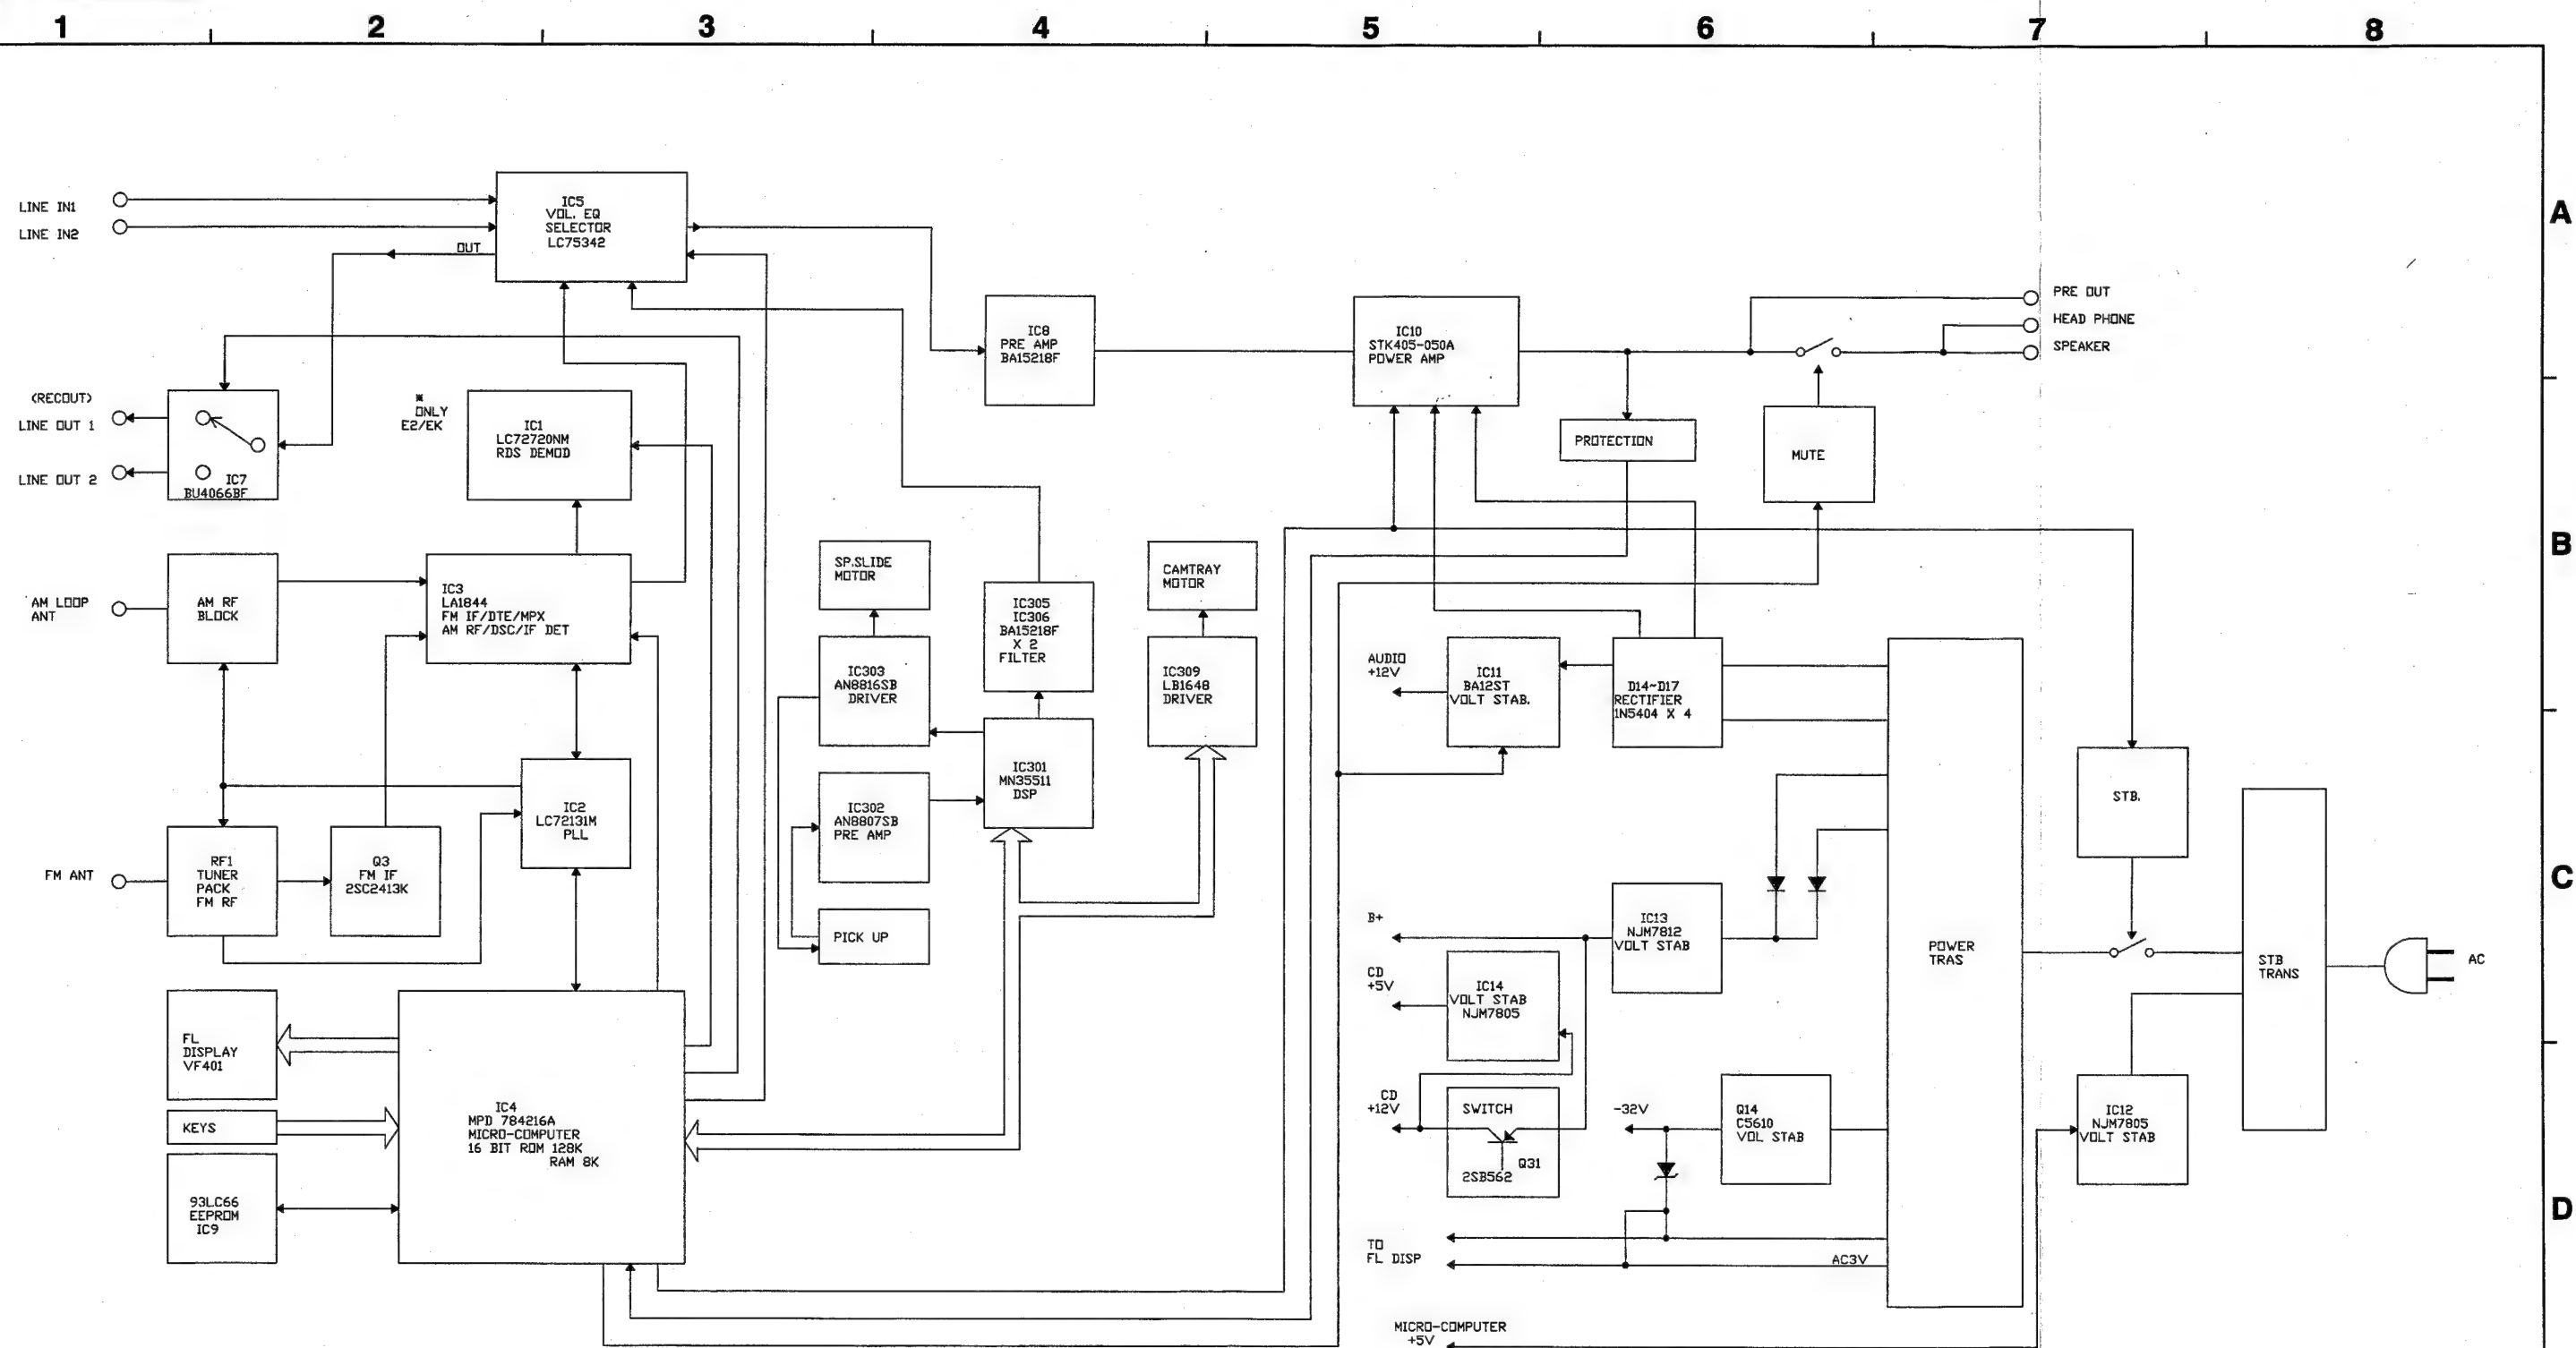 1 2 3 4 5 6 7 8
A
B
C
D
LINE IN1
LINE IN2
IC5
VOL. EQ
SELECTOR
LC75342
OUT
IC8
PRE AMP
BA15218F
IC10
STK405-050A
POWER AMP
PRE OUT
HEAD PHONE
SPEAKER
(RECOUT)
LINE OUT 1
LINE OUT 2
IC7
BU4066BF
*
ONLY
E2/EK
IC1
LC72720NM
RDS DEMOD
PROTECTION
MUTE
AM LOOP
ANT
AM RF
BLOCK
IC3
LA1844
FM IF/DTE/MPX
AM RF/DSC/IF DET
SP.SLIDE
MOTOR
IC303
AN8816SB
DRIVER
IC305
IC306
BA15218F
X 2
FILTER
CAMTRAY
MOTOR
IC309
LB1648
DRIVER
AUDIO
+12V
IC11
BA12ST
VOLT STAB.
D14~D17
RECTIFIER
1N5404 X 4
IC2
LC72131M
PLL
IC302
AN8807SB
PRE AMP
IC301
MN35511
DSP
STB.
FM ANT
RF1
TUNER
PACK
FM RF
Q3
FM IF
2SC2413K
PICK UP
B+
IC13
NJM7812
VOLT STAB
CD
+5V
IC14
VOLT STAB
NJM7805
POWER
TRAS
STB
TRANS
AC
FL
DISPLAY
VF401
KEYS
93LC66
EEPROM
IC9
IC4
MPD 784216A
MICRO-COMPUTER
16 BIT ROM 128K
RAM 8K
CD
+12V
SWITCH
Q31
2SB562
-32V
Q14
C5610
VOL STAB
IC12
NJM7805
VOLT STAB
TO
FL DISP
AC3V
MICRO-COMPUTER
+5V